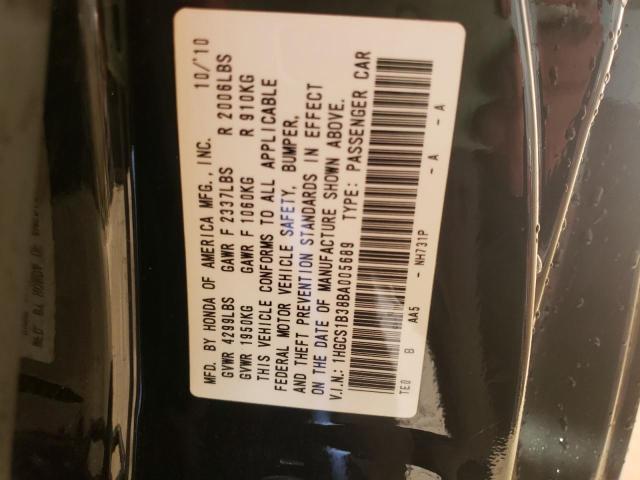 MFD. BY HONDA OF AMERICA MFG., INC. 10/'10
GVWR 4299LBS GAWR F 2337LBS R 2006LBS
GVWR 1950KG GAWR F 1060KG R 910KG
THIS VEHICLE CONFORMS TO ALL APPLICABLE
FEDERAL MOTOR VEHICLE SAFETY, BUMPER,
AND THEFT PREVENTION STANDARDS IN EFFECT
ON THE DATE OF MANUFACTURE SHOWN ABOVE.
V.I.N.: 1HGCS1B38BA005689 TYPE: PASSENGER CAR
TE0 B AA5 - NH731P - A - A